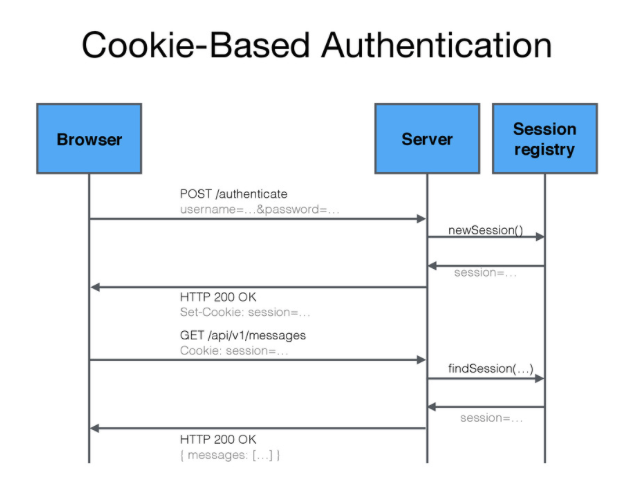 Cookie-Based Authentication
Browser
Server
Session
registry
POST /authenticate
username=...&password=...
newSession()
session=...
HTTP 200 OK
Set-Cookie: session=...
GET /api/v1/messages
Cookie: session=...
findSession(...)
session=...
HTTP 200 OK
{ messages: [...] }